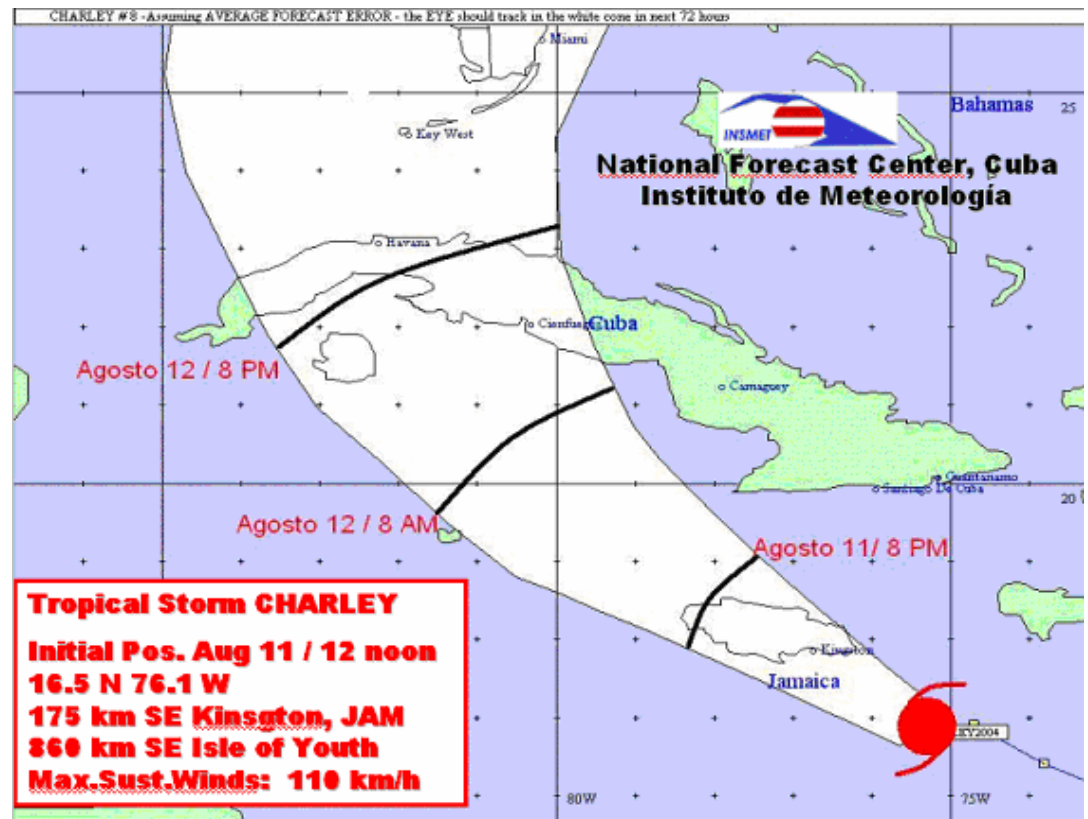 CHARLEY #8 -Assuming AVERAGE FORECAST ERROR - the EYE should track in the white cone in next 72 hours
Miami
Bahamas
25
INSMET
Key West
National Forecast Center, Cuba
Instituto de Meteorología
Havana
Cienfueg
Cuba
Agosto 12 / 8 PM
Camaguey
Guantanamo
Santiago De Cuba
20
Agosto 12 / 8 AM
Agosto 11/ 8 PM
Tropical Storm CHARLEY
Initial Pos. Aug 11 / 12 noon
16.5 N 76.1 W
175 km SE Kinsgton, JAM
860 km SE Isle of Youth
Max.Sust.Winds: 110 km/h
Kingston
Jamaica
EY2004
80W
75W